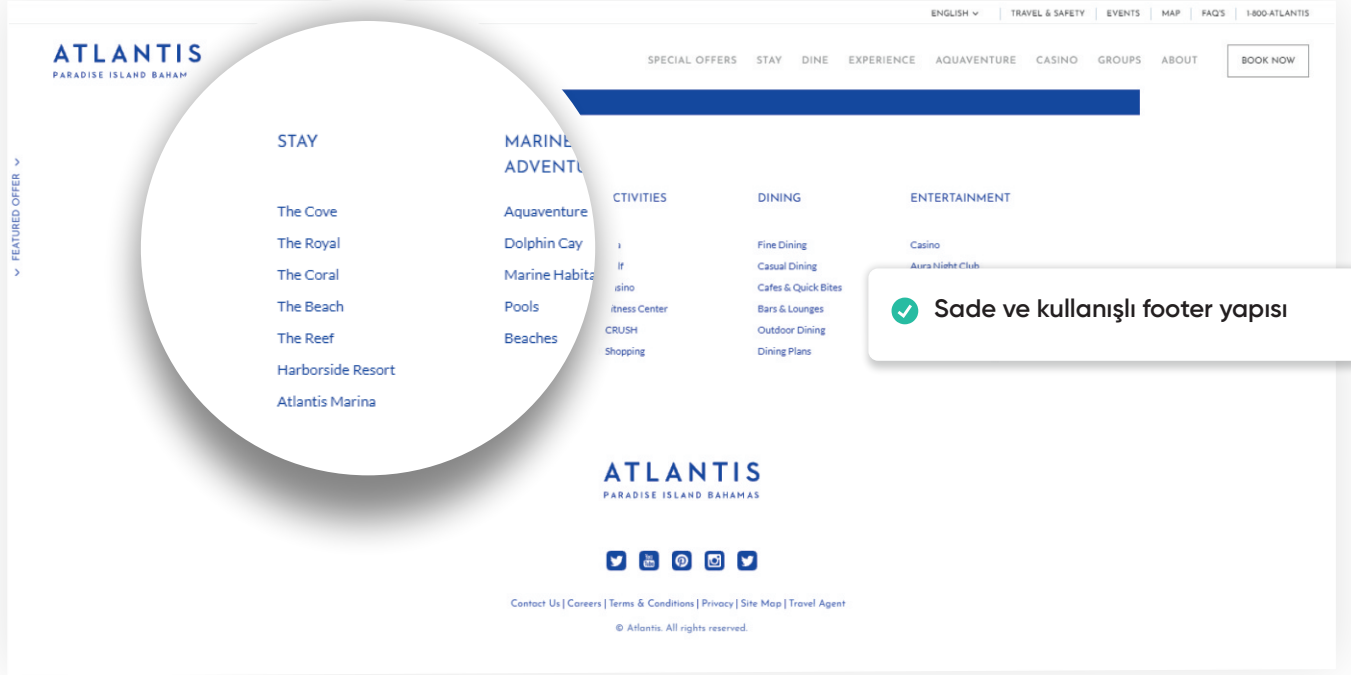 ENGLISH
TRAVEL & SAFETY
EVENTS
MAP
FAQ'S
1-800-ATLANTIS
ATLANTIS
PARADISE ISLAND BAHAM
SPECIAL OFFERS
STAY
DINE
EXPERIENCE
AQUAVENTURE
CASINO
GROUPS
ABOUT
BOOK NOW
FEATURED OFFER
STAY
The Cove
The Royal
The Coral
The Beach
The Reef
Harborside Resort
Atlantis Marina
MARINE
ADVENTU
Aquaventure
Dolphin Cay
Marine Habita
Pools
Beaches
CTIVITIES
lf
sino
itness Center
CRUSH
Shopping
DINING
Fine Dining
Casual Dining
Cafes & Quick Bites
Bars & Lounges
Outdoor Dining
Dining Plans
ENTERTAINMENT
Casino
Aura Night Club
Sade ve kullanışlı footer yapısı
ATLANTIS
PARADISE ISLAND BAHAMAS
Contact Us | Careers | Terms & Conditions | Privacy | Site Map | Travel Agent
© Atlantis. All rights reserved.